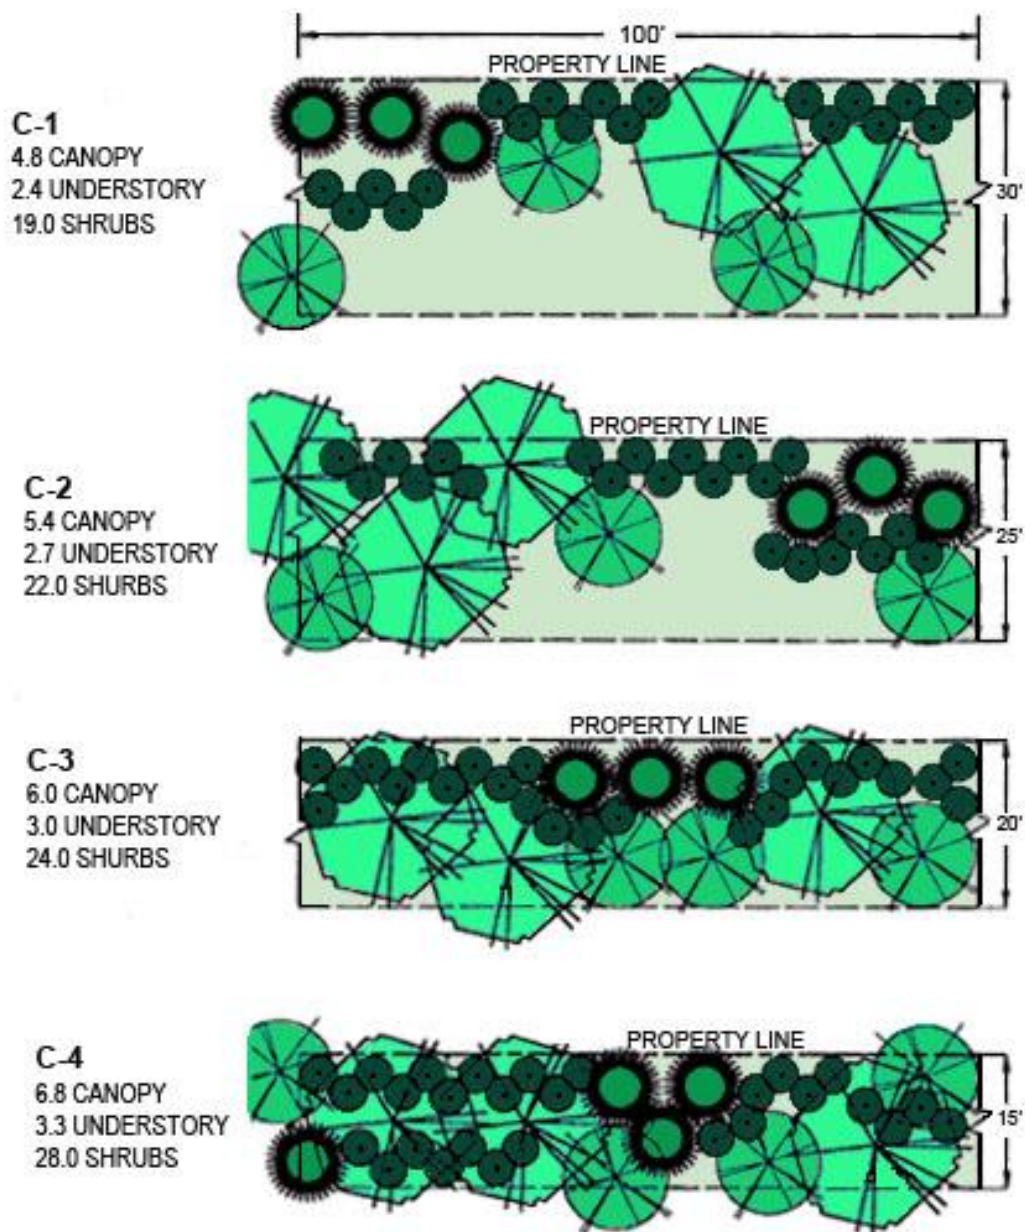 100'
PROPERTY LINE
C-1
4.8 CANOPY
2.4 UNDERSTORY
19.0 SHRUBS
30'
PROPERTY LINE
C-2
5.4 CANOPY
2.7 UNDERSTORY
22.0 SHURBS
25'
PROPERTY LINE
C-3
6.0 CANOPY
3.0 UNDERSTORY
24.0 SHURBS
20'
PROPERTY LINE
C-4
6.8 CANOPY
3.3 UNDERSTORY
28.0 SHRUBS
15'